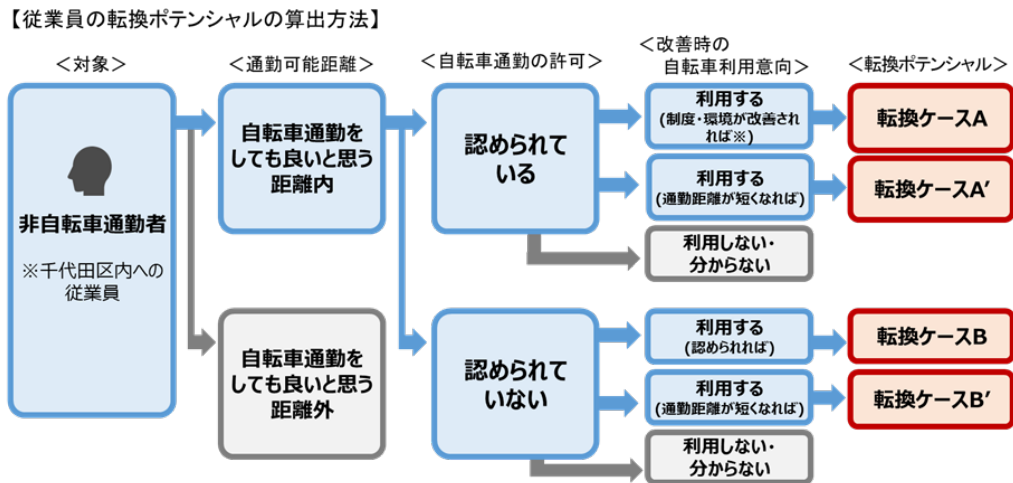 【従業員の転換ポテンシャルの算出方法】
＜対象＞
＜通勤可能距離＞
＜自転車通勤の許可＞
＜改善時の
自転車利用意向＞
＜転換ポテンシャル＞
非自転車通勤者
※千代田区内への
従業員
自転車通勤を
しても良いと思う
距離内
自転車通勤を
しても良いと思う
距離外
認められて
いる
認められて
いない
利用する
(制度・環境が改善され
れば※)
利用する
(通勤距離が短くなれば)
利用しない・
分からない
利用する
(認められれば)
利用する
(通勤距離が短くなれば)
利用しない・
分からない
転換ケースA
転換ケースA’
転換ケースB
転換ケースB’